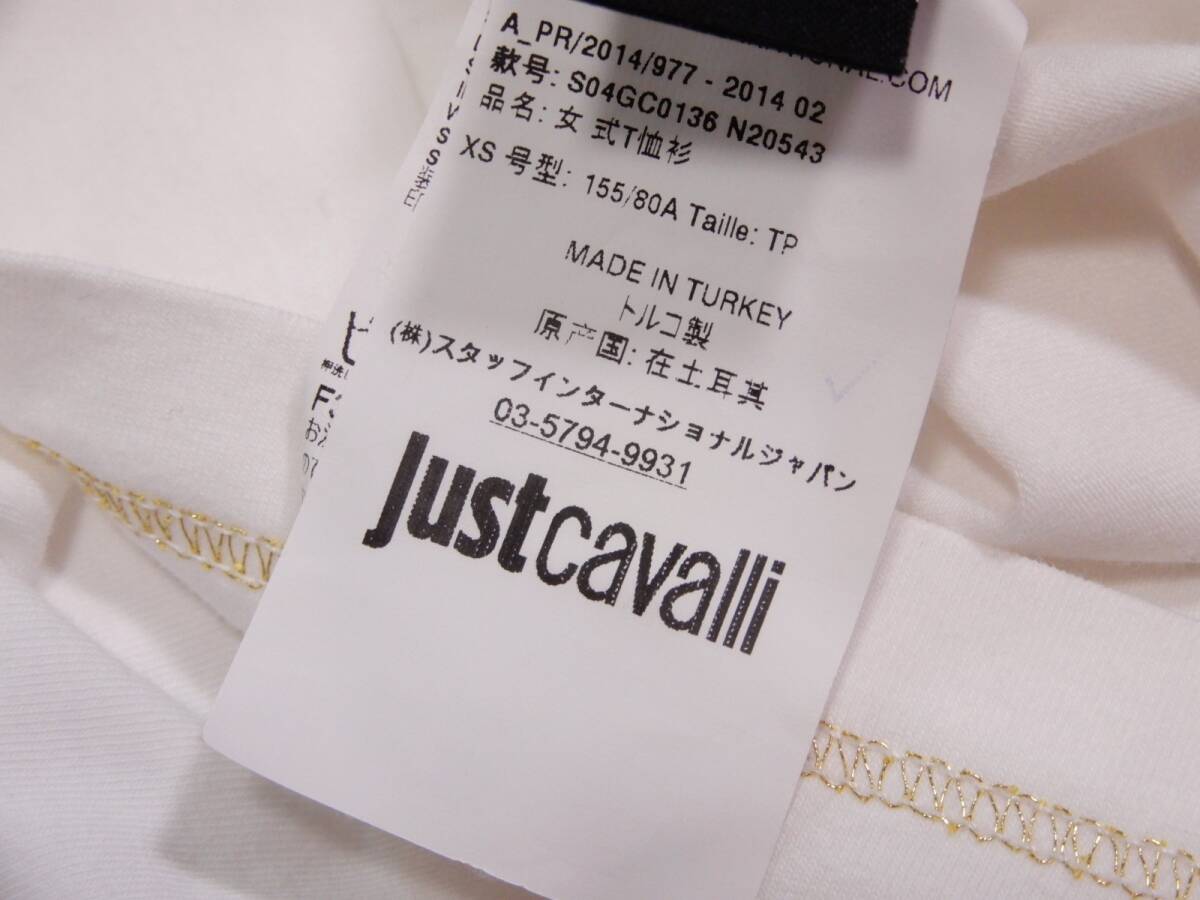 A_PR/2014/977 - 2014 02
.COM
款号: S04GC0136 N20543
品名: 女 式T恤衫
XS 号型: 155/80A Taille: TP
MADE IN TURKEY
トルコ製
原产国: 在土耳其
(株)スタッフインターナショナルジャパン
03-5794-9931
justcavalli